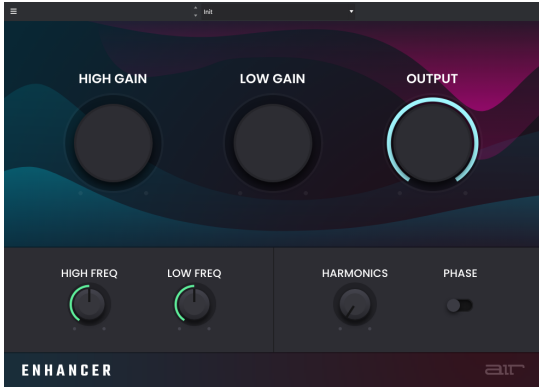 Init
HIGH GAIN
LOW GAIN
OUTPUT
HIGH FREQ
LOW FREQ
HARMONICS
PHASE
ENHANCER
air